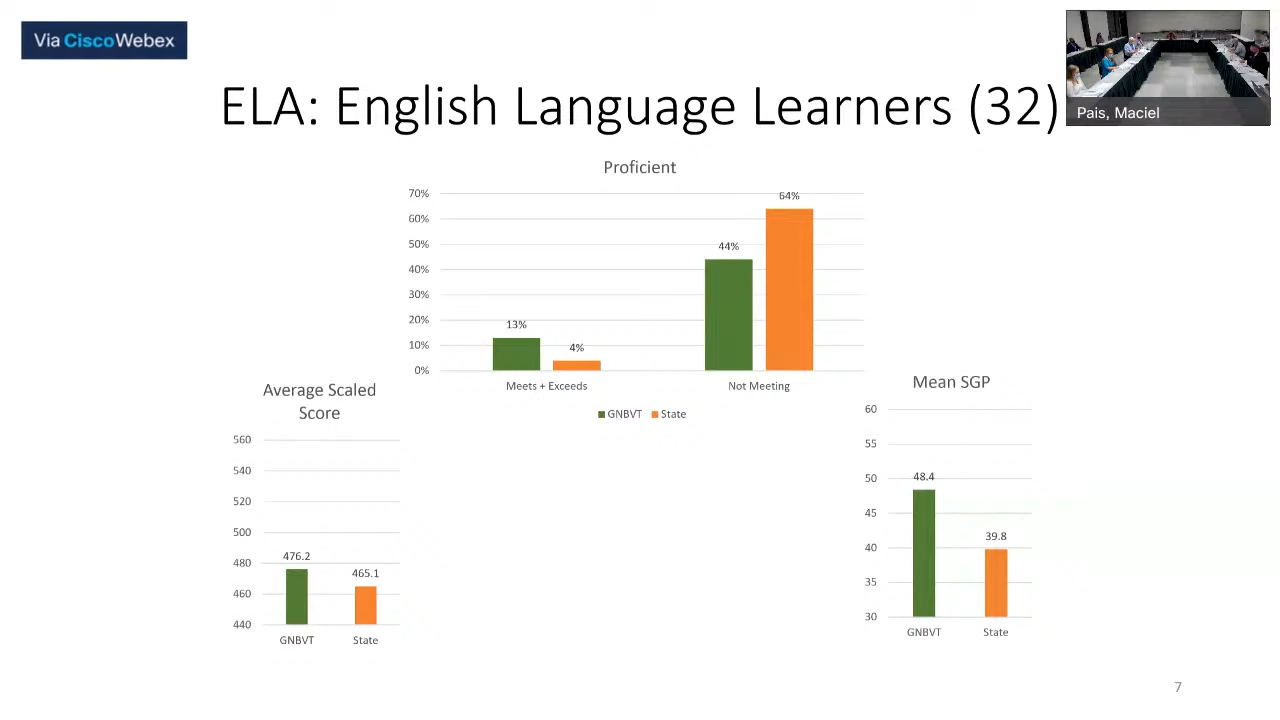 Via CiscoWebex
Pais, Maciel
ELA: English Language Learners (32)
Proficient
70%
60%
50%
40%
30%
20%
10%
0%
13%
4%
44%
64%
Meets + Exceeds
Not Meeting
GNBVT
State
Average Scaled
Score
560
540
520
500
480
460
440
476.2
465.1
GNBVT
State
Mean SGP
60
55
50
45
40
35
30
48.4
39.8
GNBVT
State
7